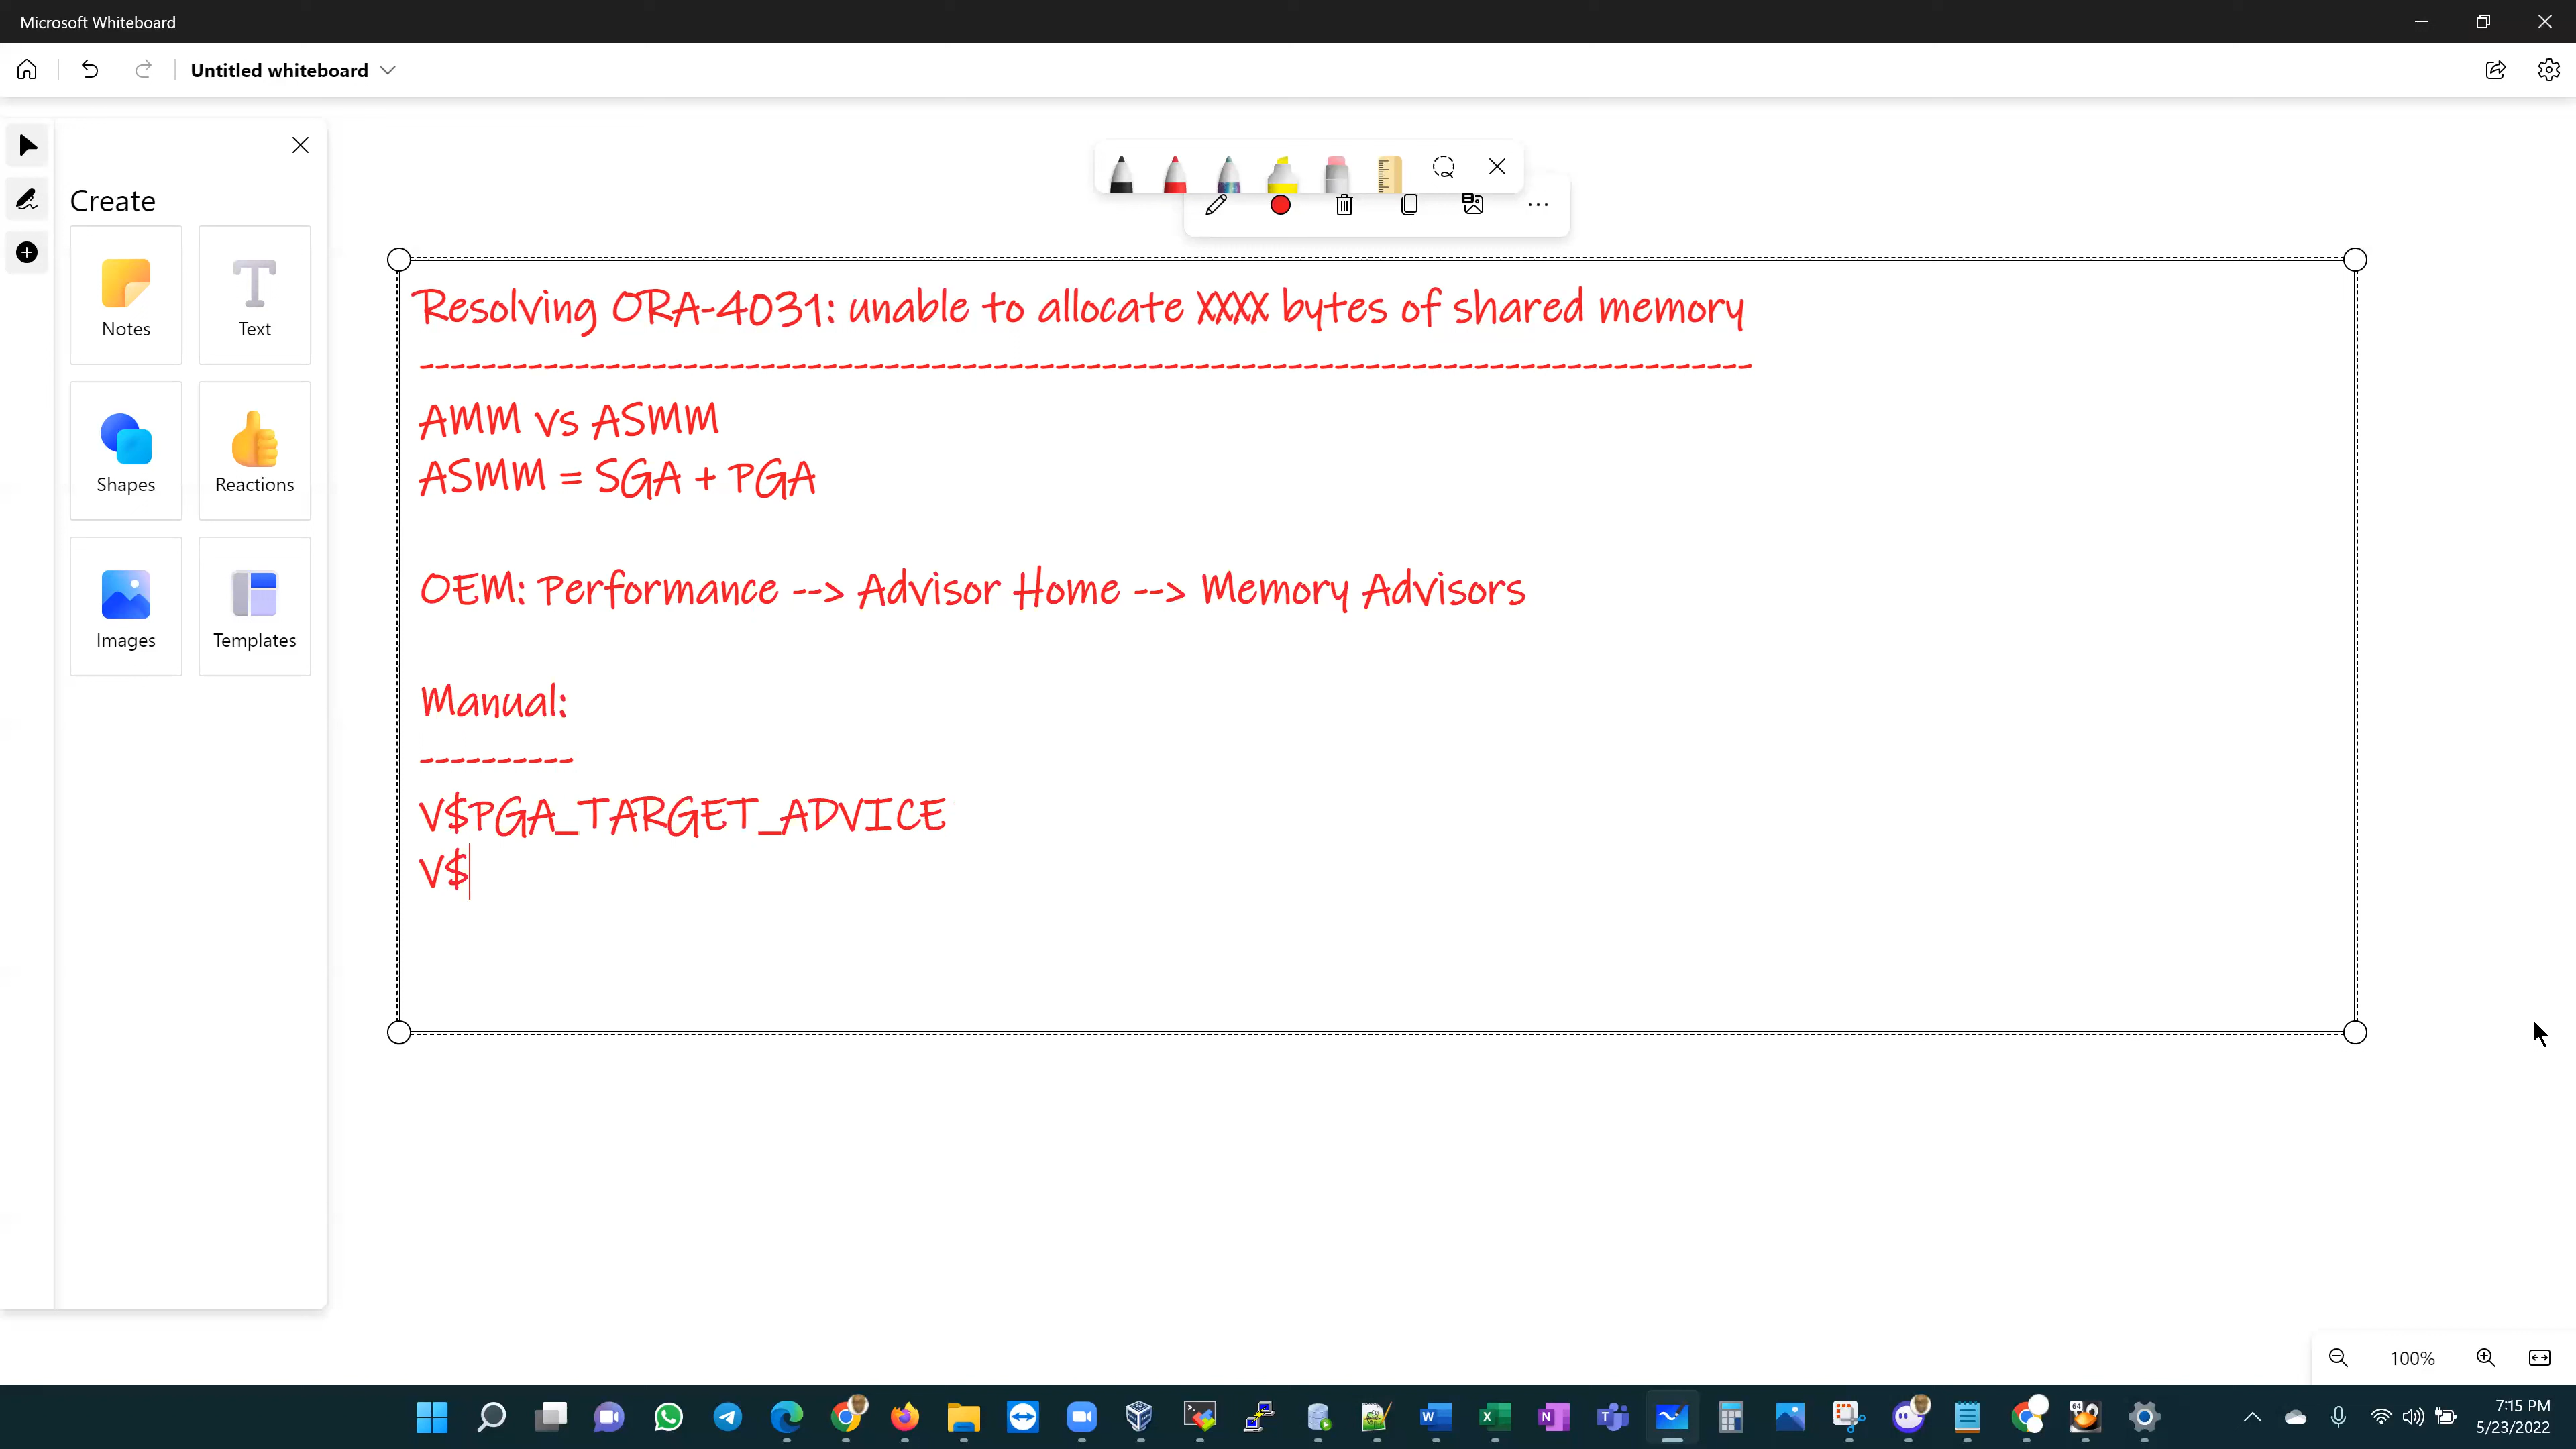 Microsoft Whiteboard
Untitled whiteboard
Create
Notes
Text
Shapes
Reactions
Images
Templates
Resolving ORA-4031: unable to allocate XXXX bytes of shared memory
---------------------------------------------------------------------------------------
AMM vs ASMM
ASMM = SGA + PGA
OEM: Performance --> Advisor Home --> Memory Advisors
Manual:
----------
V$PGA_TARGET_ADVICE
V$
100%
7:15 PM
5/23/2022